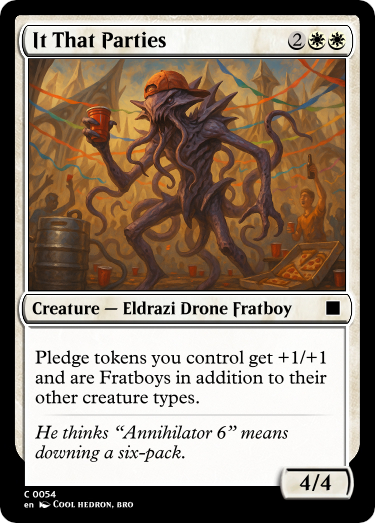 It That Parties 2
Creature — Eldrazi Drone Fratboy
Pledge tokens you control get +1/+1
and are Fratboys in addition to their
other creature types.
He thinks “Annihilator 6” means
downing a six-pack.
4/4
C 0054
en Cool hedron, bro